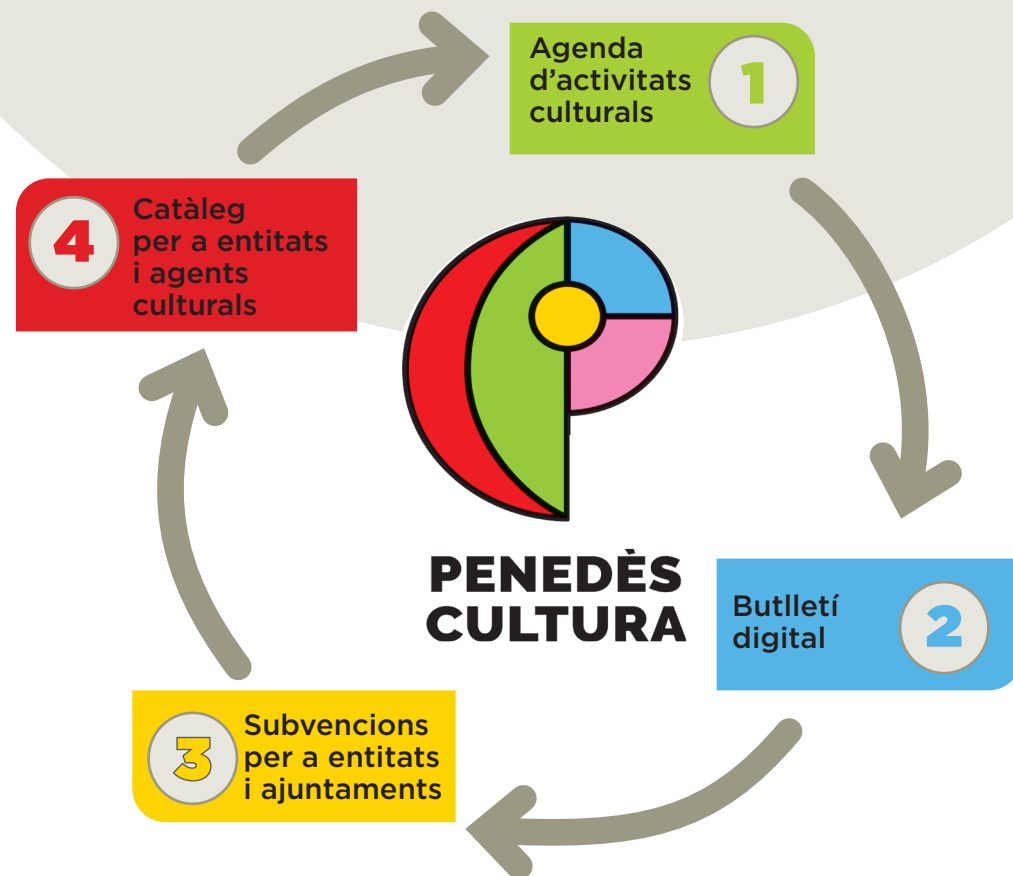 Agenda
d’activitats
culturals
1
4
Catàleg
per a entitats
i agents
culturals
PENEDÈS
CULTURA
Butlletí
digital
2
3
Subvencions
per a entitats
i ajuntaments